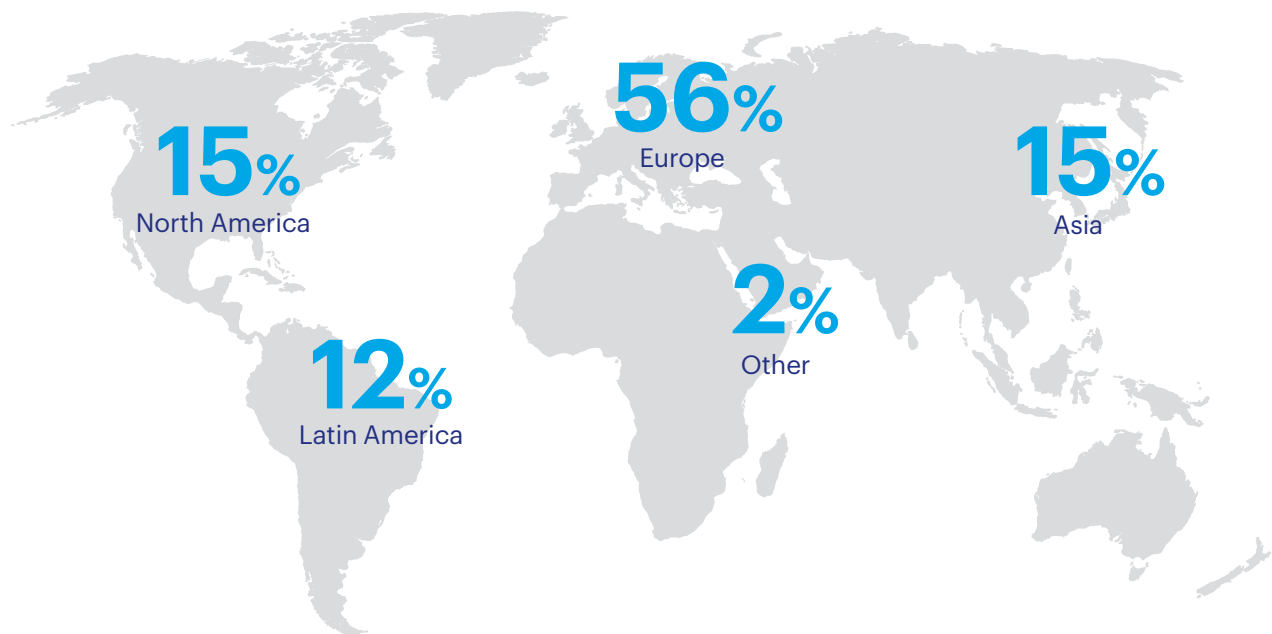 56%
Europe
15%
North America
15%
Asia
2%
Other
12%
Latin America